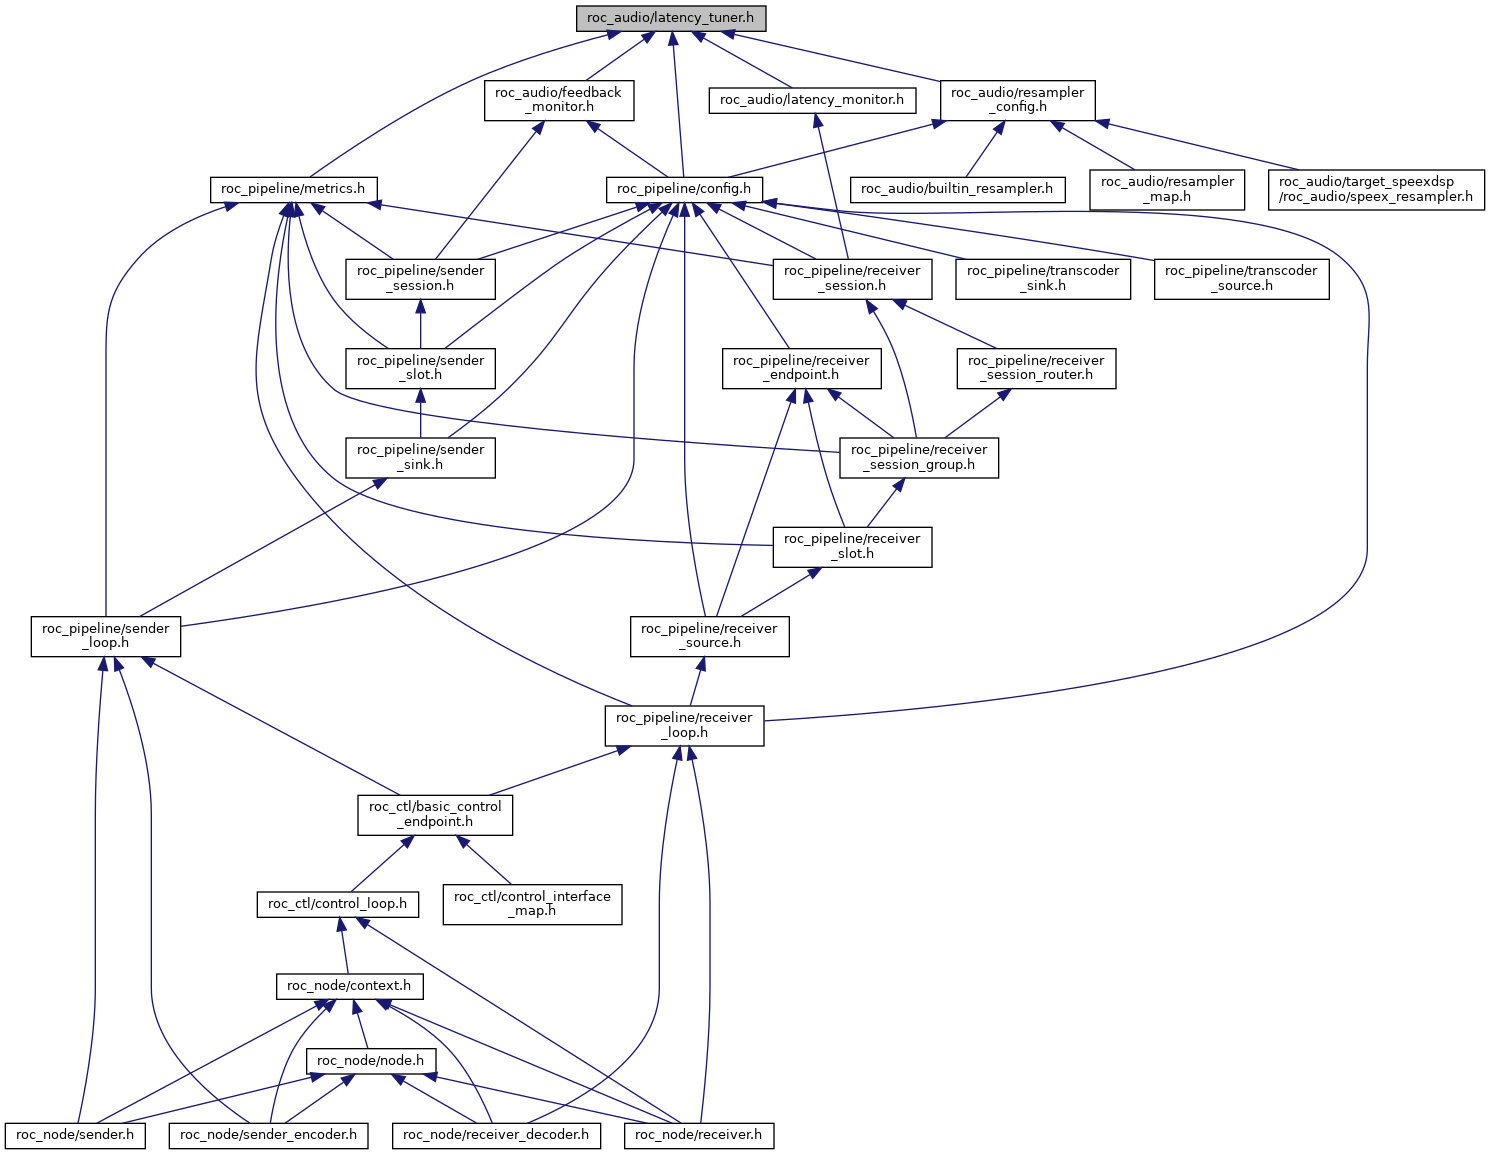 roc_audio/latency_tuner.h
roc_audio/feedback
_monitor.h
roc_audio/latency_monitor.h
roc_audio/resampler
_config.h
roc_pipeline/metrics.h
roc_pipeline/config.h
roc_audio/builtin_resampler.h
roc_audio/resampler
_map.h
roc_audio/target_speexdsp
/roc_audio/speex_resampler.h
roc_pipeline/sender
_session.h
roc_pipeline/receiver
_session.h
roc_pipeline/transcoder
_sink.h
roc_pipeline/transcoder
_source.h
roc_pipeline/sender
_slot.h
roc_pipeline/receiver
_endpoint.h
roc_pipeline/receiver
_session_router.h
roc_pipeline/sender
_sink.h
roc_pipeline/receiver
_session_group.h
roc_pipeline/receiver
_slot.h
roc_pipeline/sender
_loop.h
roc_pipeline/receiver
_source.h
roc_pipeline/receiver
_loop.h
roc_ctl/basic_control
_endpoint.h
roc_ctl/control_loop.h
roc_ctl/control_interface
_map.h
roc_node/context.h
roc_node/node.h
roc_node/sender.h
roc_node/sender_encoder.h
roc_node/receiver_decoder.h
roc_node/receiver.h